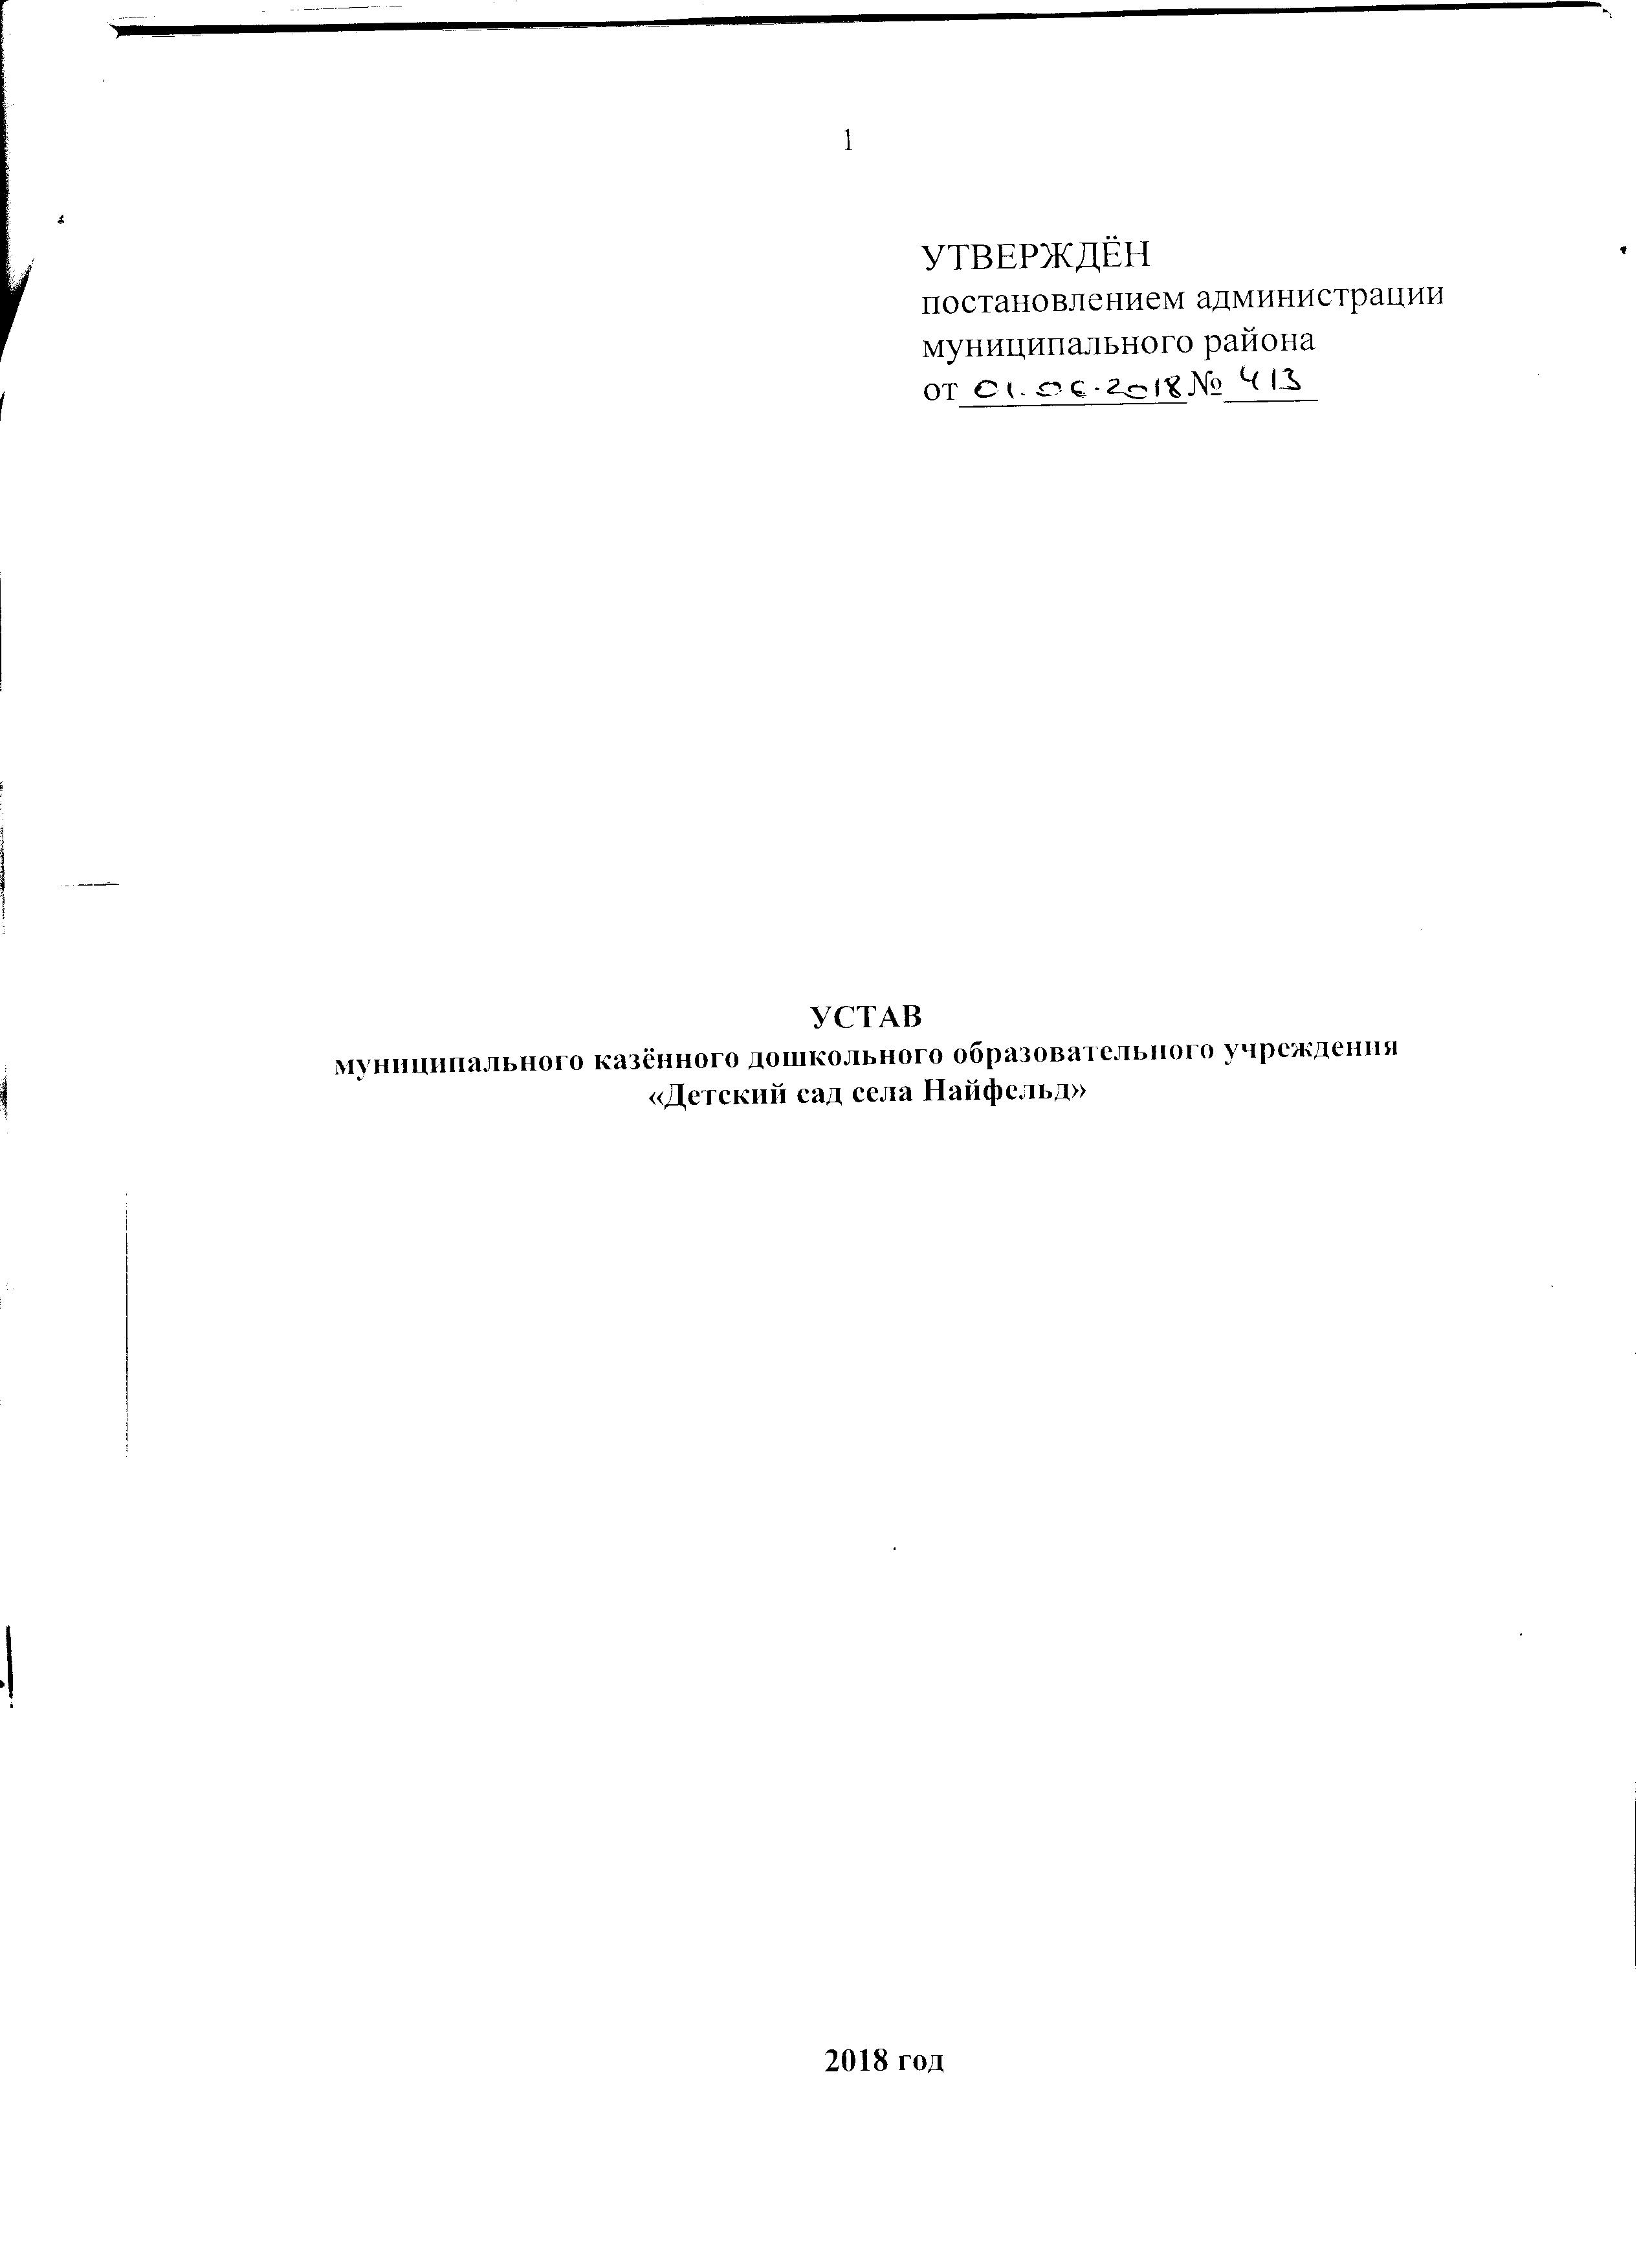 1
УТВЕРЖДЁН
постановлением администрации
муниципального района
от 01.06.2018 № 413
УСТАВ
муниципального казённого дошкольного образовательного учреждения
«Детский сад села Найфельд»
2018 год